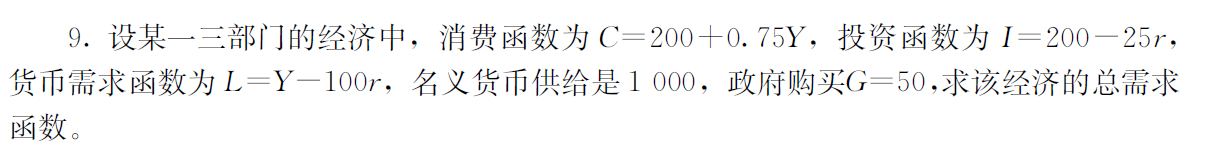 9. 设某一三部门的经济中，消费函数为 C=200+0.75Y，投资函数为 I=200-25r，
货币需求函数为 L=Y-100r，名义货币供给是 1 000，政府购买G=50,求该经济的总需求
函数。